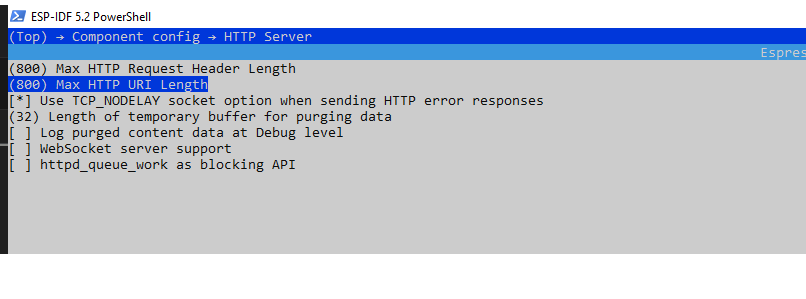 ESP-IDF 5.2 PowerShell
(Top) → Component config → HTTP Server
Espres
(800) Max HTTP Request Header Length
(800) Max HTTP URI Length
[*] Use TCP_NODELAY socket option when sending HTTP error responses
(32) Length of temporary buffer for purging data
[ ] Log purged content data at Debug level
[ ] WebSocket server support
[ ] httpd_queue_work as blocking API